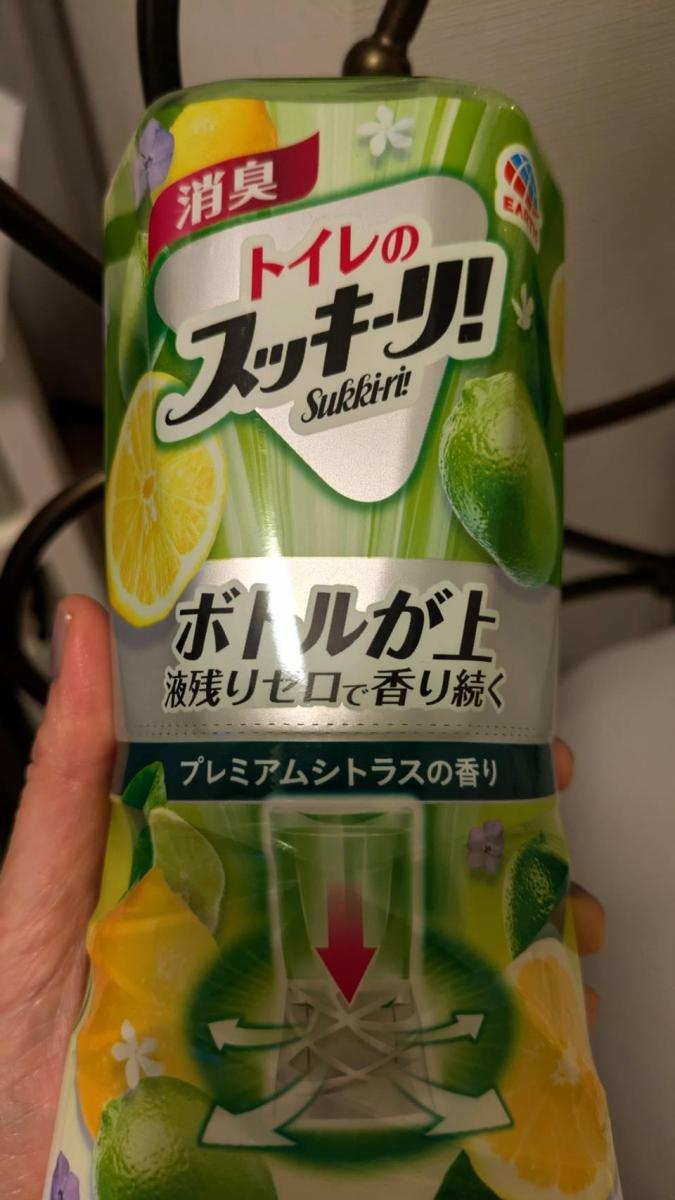 消臭
EARTH
トイレの
スッキーリ!
Sukki-ri!
ボトルが上
液残りゼロで香り続く
プレミアムシトラスの香り